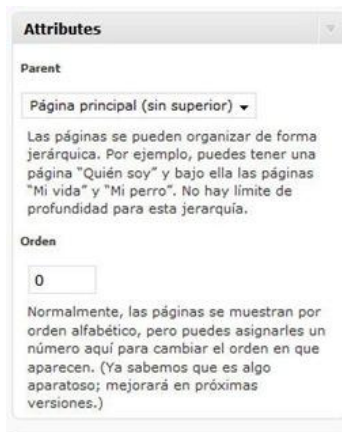 Attributes
Parent
Página principal (sin superior)
Las páginas se pueden organizar de forma
jerárquica. Por ejemplo, puedes tener una
página “Quién soy” y bajo ella las páginas
“Mi vida” y “Mi perro”. No hay límite de
profundidad para esta jerarquía.
Orden
0
Normalmente, las páginas se muestran por
orden alfabético, pero puedes asignarles un
número aquí para cambiar el orden en que
aparecen. (Ya sabemos que es algo
aparatoso; mejorará en próximas
versiones.)